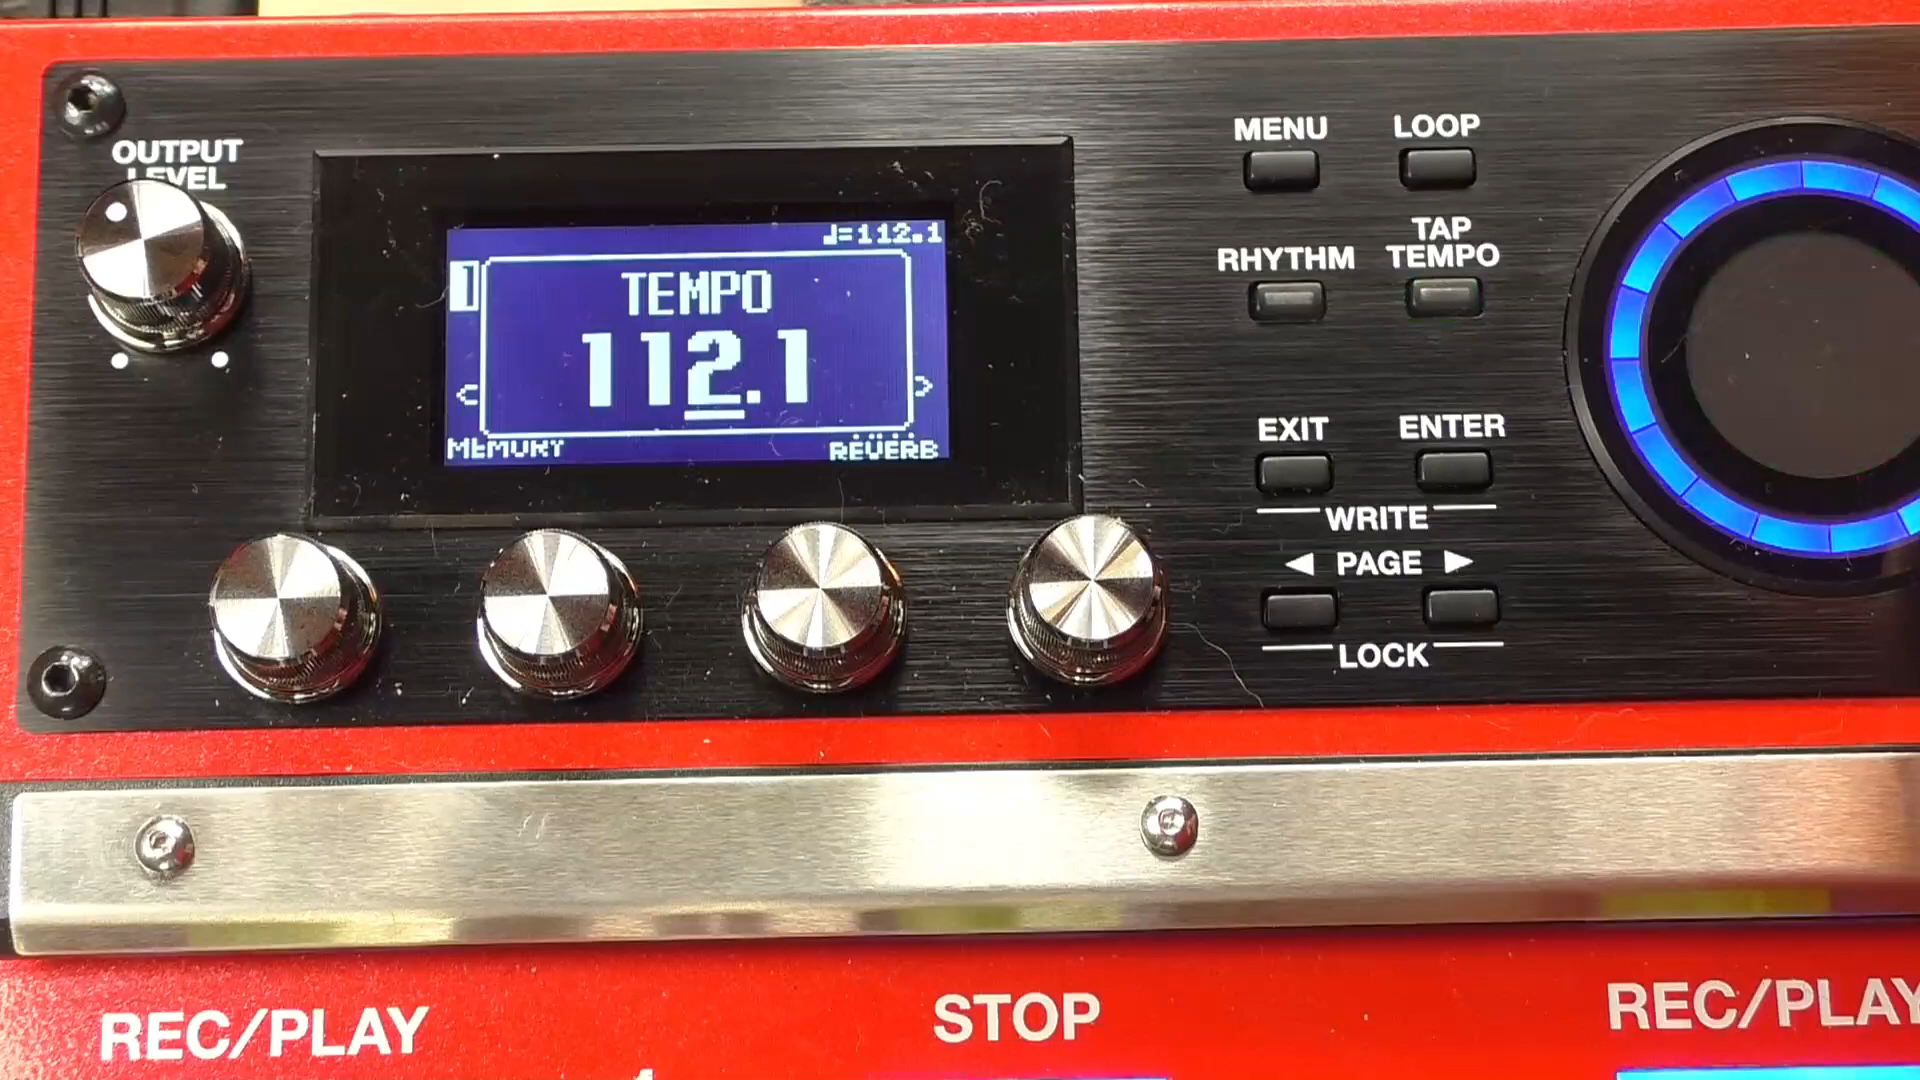 OUTPUT
LEVEL
♩=112.1
1
TEMPO
112.1
< >
MEMORY REVERB
MENU LOOP
RHYTHM TAP
TEMPO
EXIT ENTER
WRITE
◀ PAGE ▶
LOCK
REC/PLAY STOP REC/PLAY